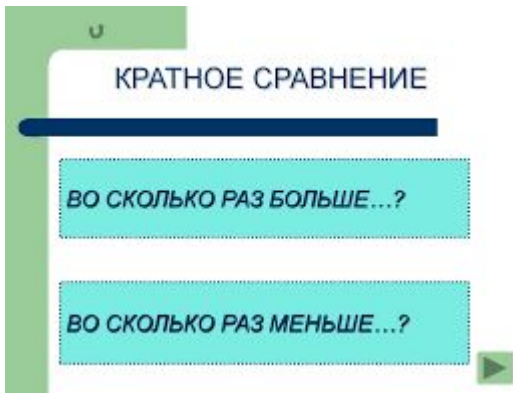 КРАТНОЕ СРАВНЕНИЕ
ВО СКОЛЬКО РАЗ БОЛЬШЕ...?
ВО СКОЛЬКО РАЗ МЕНЬШЕ...?